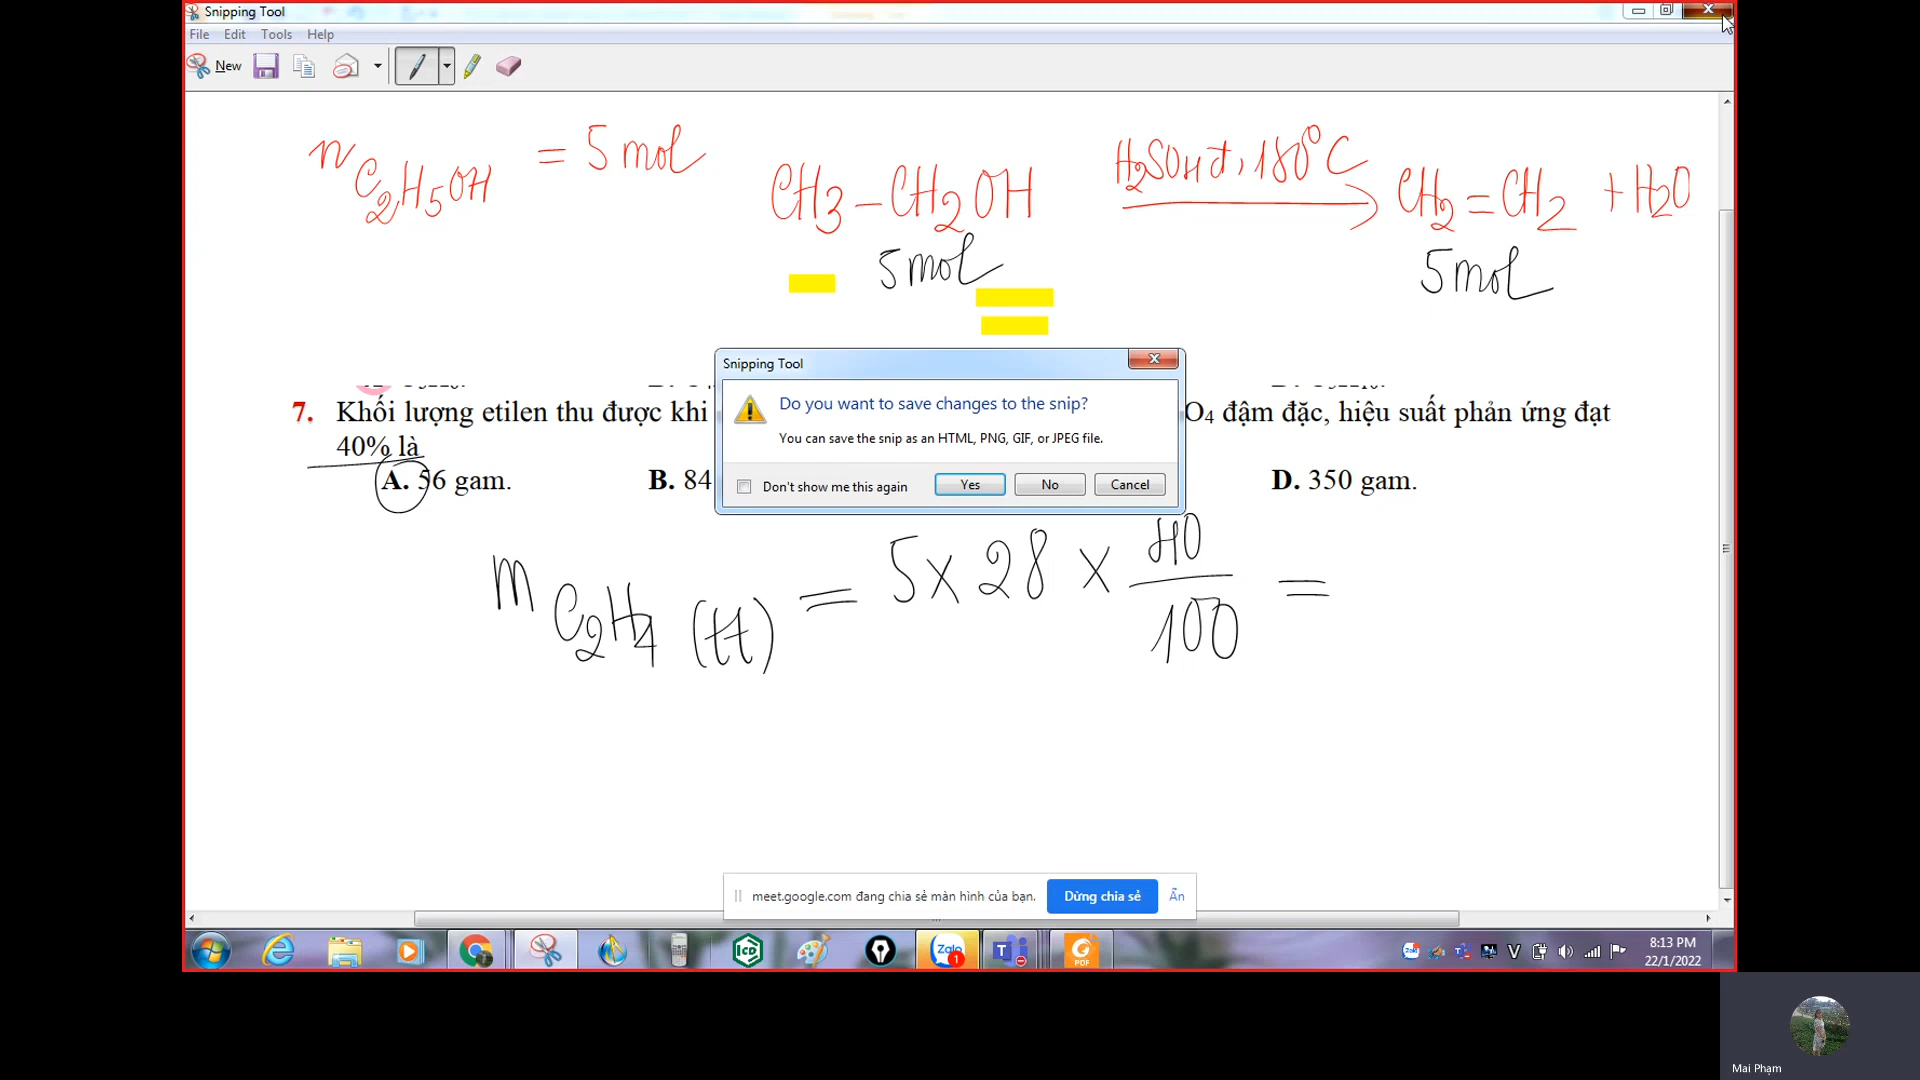 Snipping Tool
File Edit Tools Help
New
n C₂H₅OH = 5 mol
CH3 – CH₂OH H₂SO4 đ, 180°C CH₂ = CH₂ + H₂O
5 mol 5 mol
Snipping Tool
Do you want to save changes to the snip?
You can save the snip as an HTML, PNG, GIF, or JPEG file.
Don't show me this again Yes No Cancel
7. Khối lượng etilen thu được khi O₄ đậm đặc, hiệu suất phản ứng đạt
40% là
A. 56 gam. B. 84 D. 350 gam.
m C₂H₄ (tt) = 5 x 28 x 40/100 =
meet.google.com đang chia sẻ màn hình của bạn. Dừng chia sẻ Ẩn
8:13 PM
22/1/2022
Mai Phạm